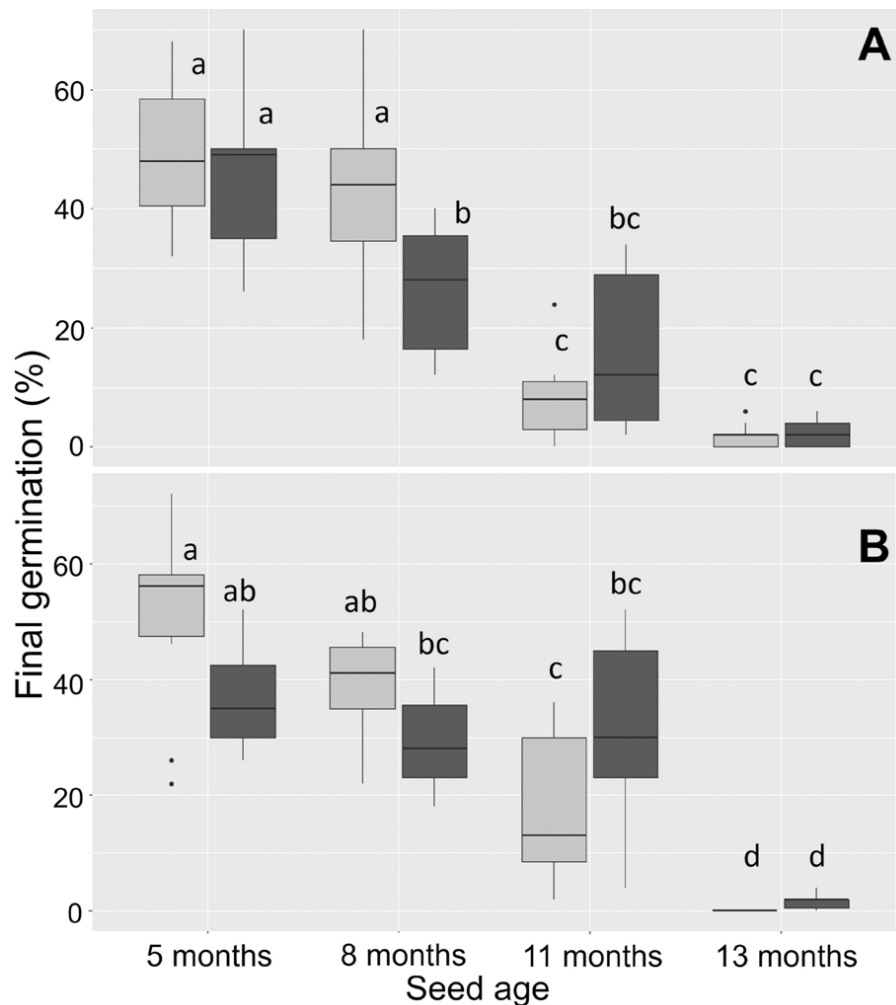 A
a
a
a
b
bc
c
c
c
60
40
20
0
B
a
ab
ab
bc
c
bc
d
d
60
40
20
0
Final germination (%)
5 months 8 months 11 months 13 months
Seed age